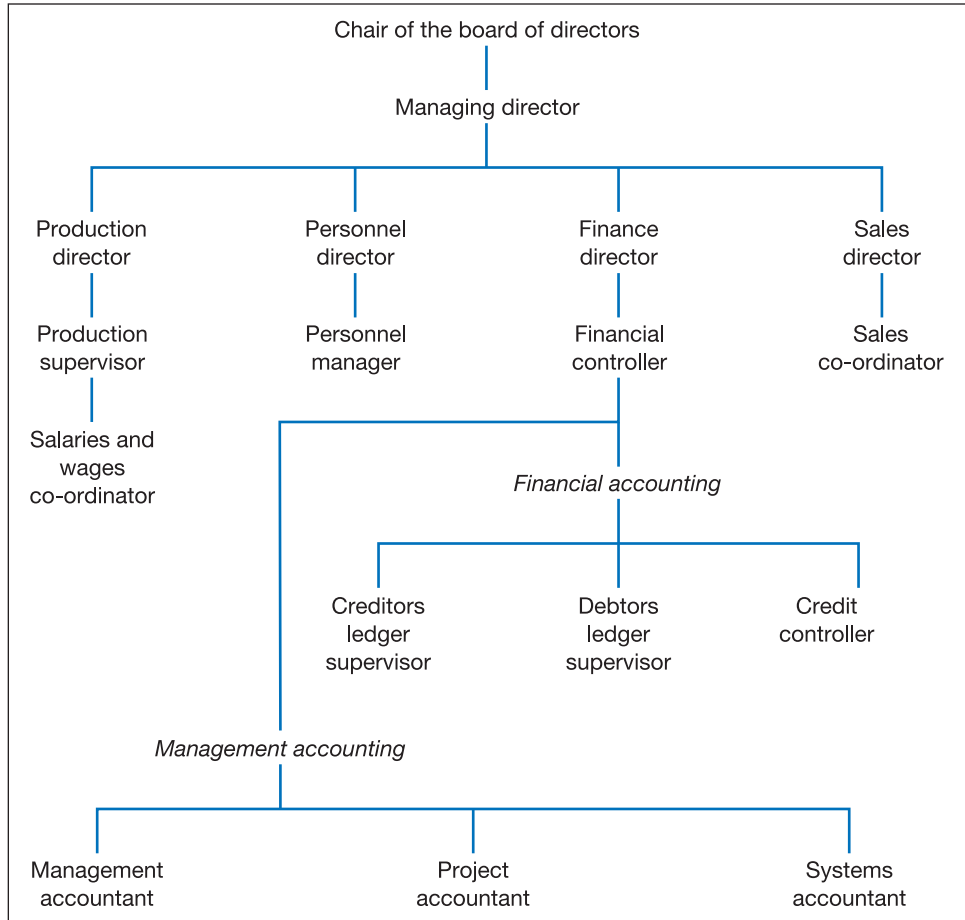 Chair of the board of directors
Managing director
Production
director
Personnel
director
Finance
director
Sales
director
Production
supervisor
Personnel
manager
Financial
controller
Sales
co-ordinator
Salaries and
wages
co-ordinator
Financial accounting
Creditors
ledger
supervisor
Debtors
ledger
supervisor
Credit
controller
Management accounting
Management
accountant
Project
accountant
Systems
accountant